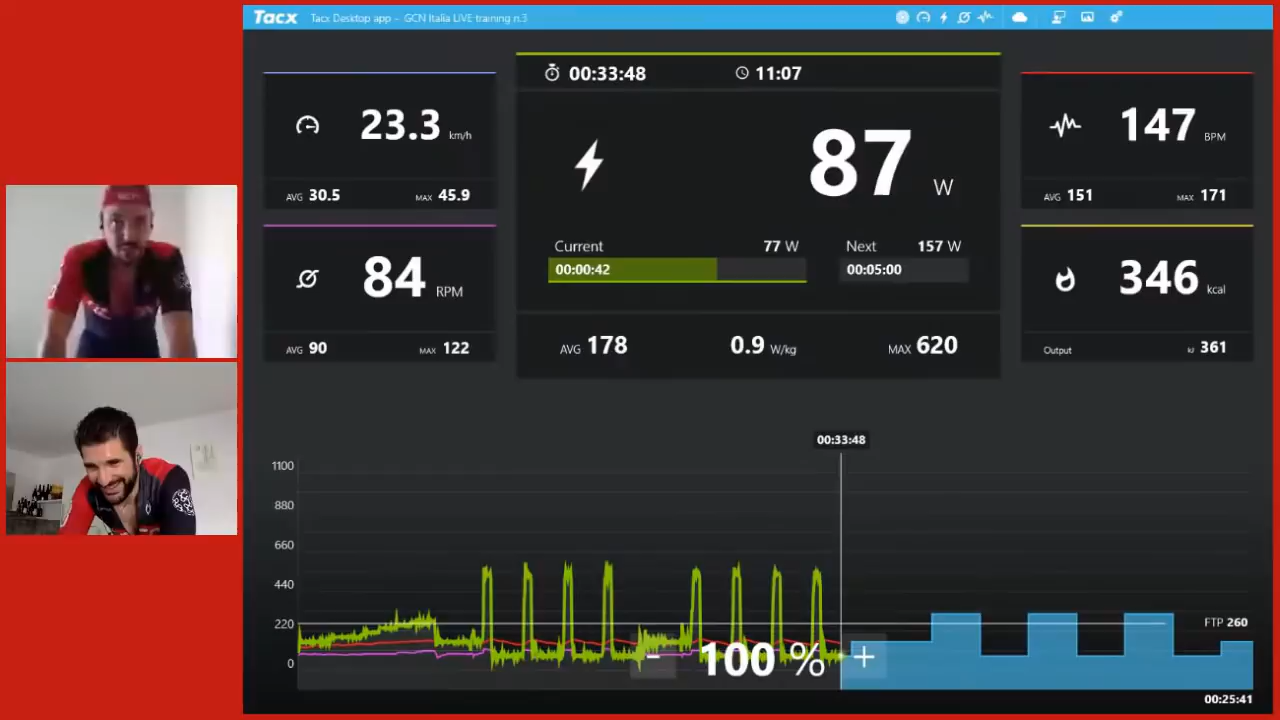 Tacx Tacx Desktop app – GCN Italia LIVE training n.3
00:33:48 11:07
23.3 km/h
AVG 30.5 MAX 45.9
87 W
147 BPM
AVG 151 MAX 171
84 RPM
AVG 90 MAX 122
Current 77 W Next 157 W
00:00:42 00:05:00
346 kcal
Output kJ 361
AVG 178 0.9 W/kg MAX 620
00:33:48
1100
880
660
440
220
0
FTP 260
- 100 % +
00:25:41